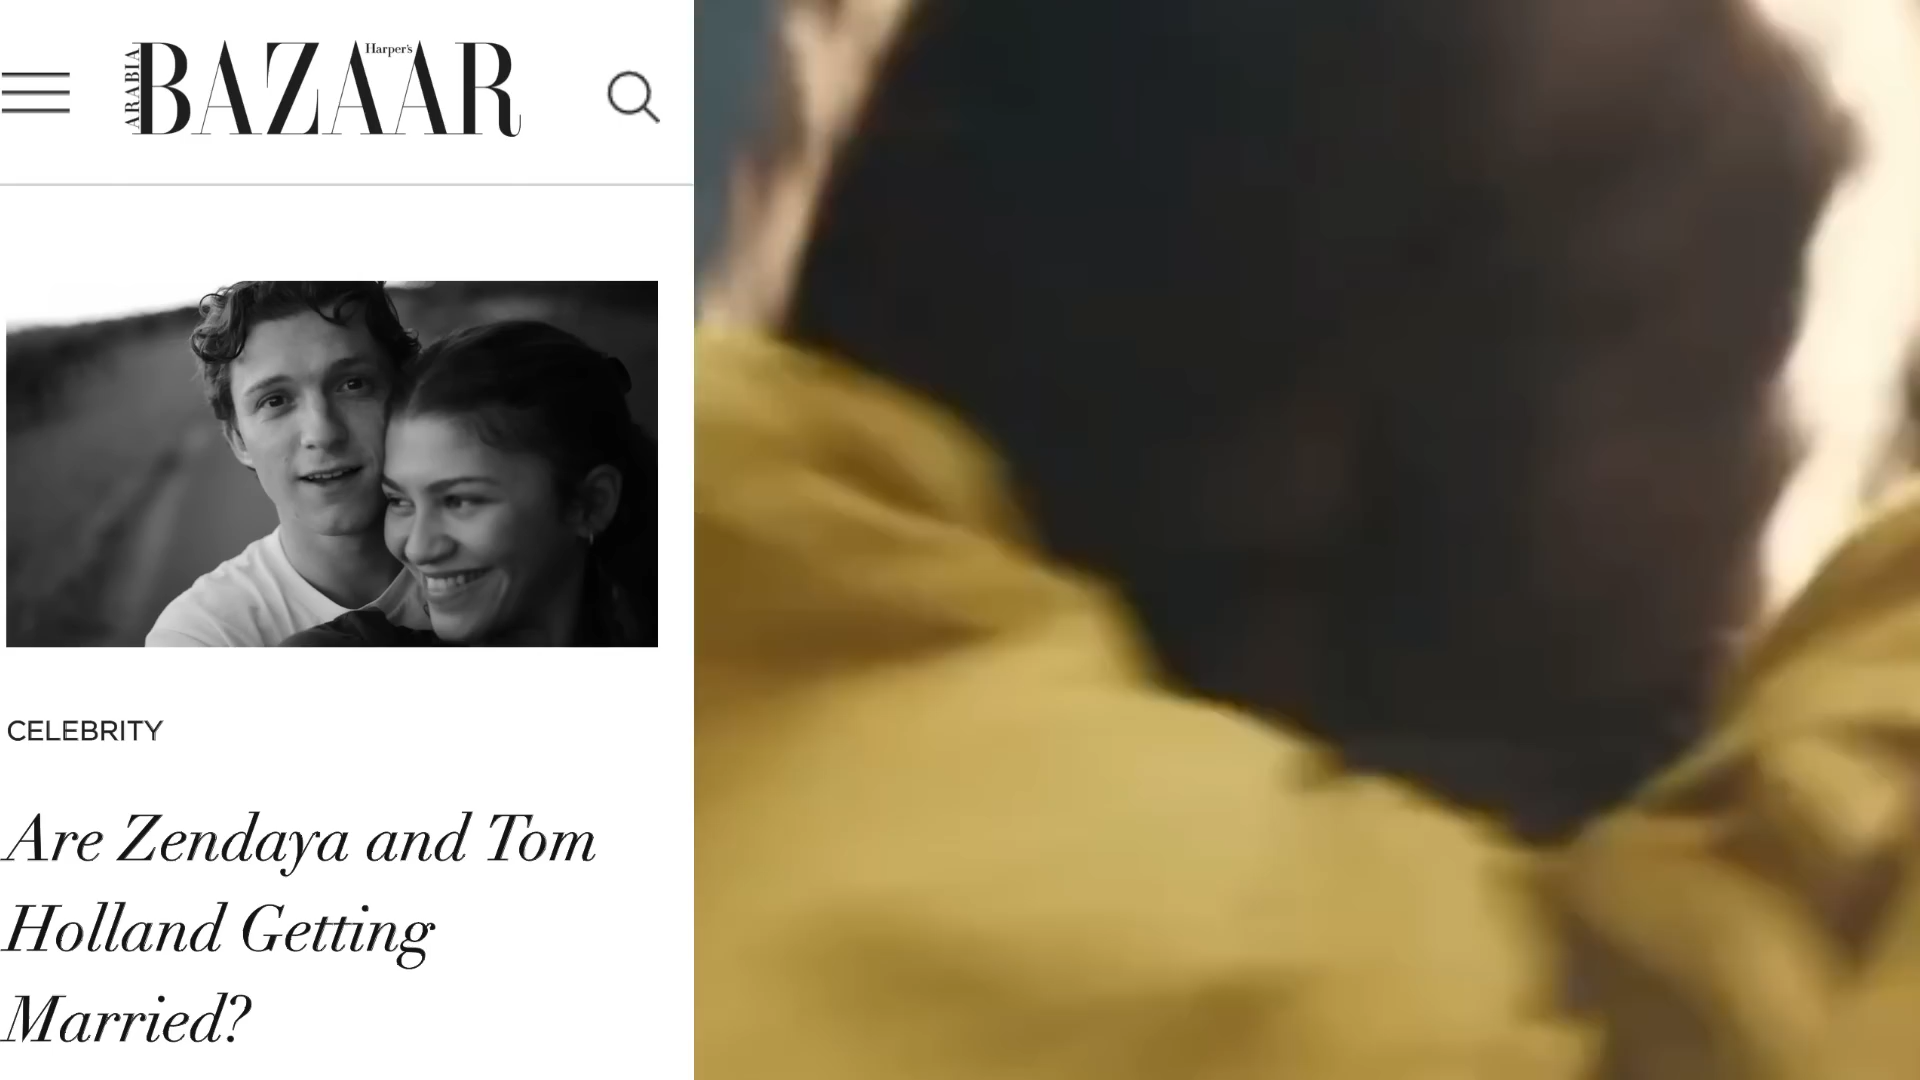 ARABIA
Harper's
BAZAAR
CELEBRITY
Are Zendaya and Tom
Holland Getting
Married?